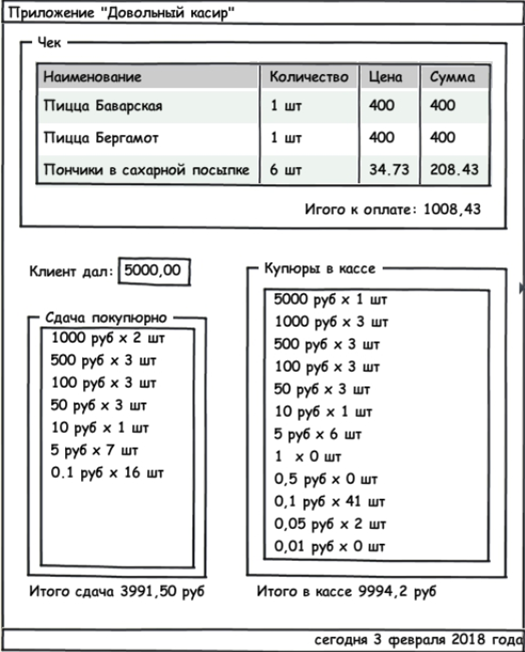 Приложение "Довольный касир"
Чек
Наименование Количество Цена Сумма
Пицца Баварская 1 шт 400 400
Пицца Бергамот 1 шт 400 400
Пончики в сахарной посыпке 6 шт 34.73 208.43
Игого к оплате: 1008,43
Клиент дал: 5000,00
Сдача покупюрно
1000 руб x 2 шт
500 руб x 3 шт
100 руб x 3 шт
50 руб x 3 шт
10 руб x 1 шт
5 руб x 7 шт
0.1 руб x 16 шт
Итого сдача 3991,50 руб
Купюры в кассе
5000 руб x 1 шт
1000 руб x 3 шт
500 руб x 3 шт
100 руб x 3 шт
50 руб x 3 шт
10 руб x 1 шт
5 руб x 6 шт
1 x 0 шт
0,5 руб x 0 шт
0,1 руб x 41 шт
0,05 руб x 2 шт
0,01 руб x 0 шт
Итого в кассе 9994,2 руб
сегодня 3 февраля 2018 года